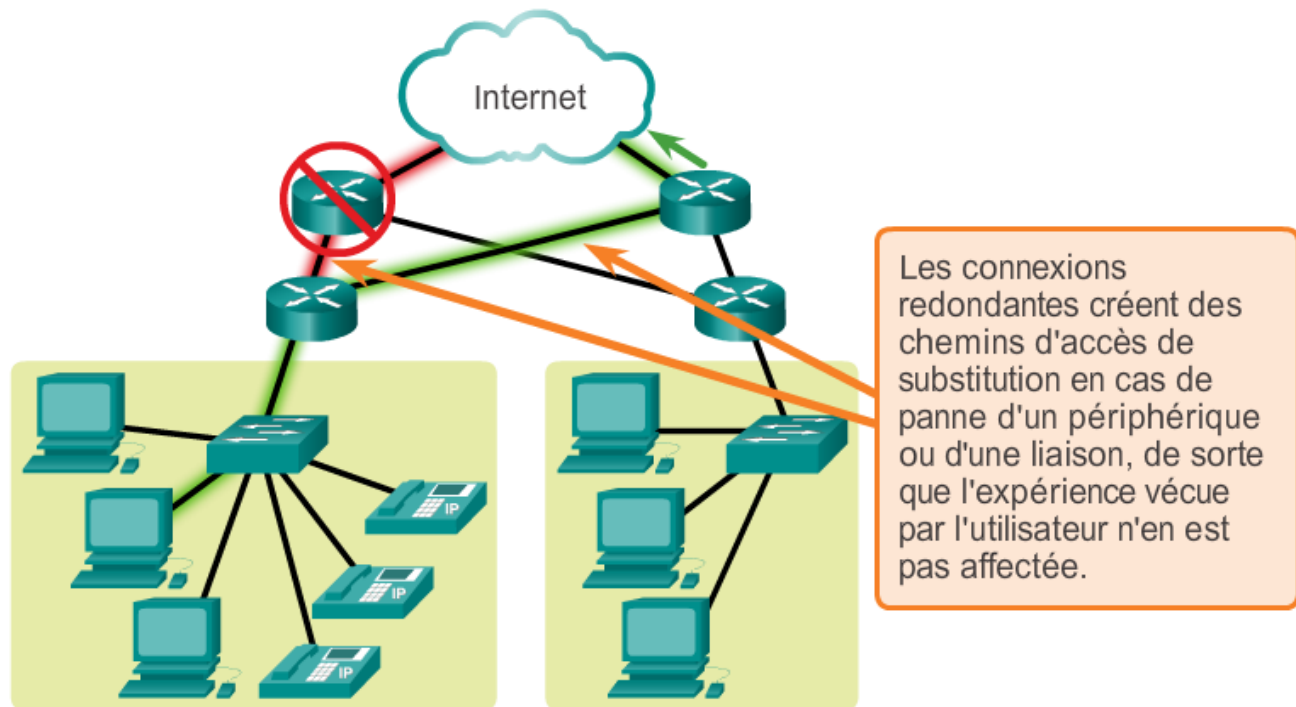 Internet
Les connexions
redondantes créent des
chemins d'accès de
substitution en cas de
panne d'un périphérique
ou d'une liaison, de sorte
que l'expérience vécue
par l'utilisateur n'en est
pas affectée.
IP
IP
IP